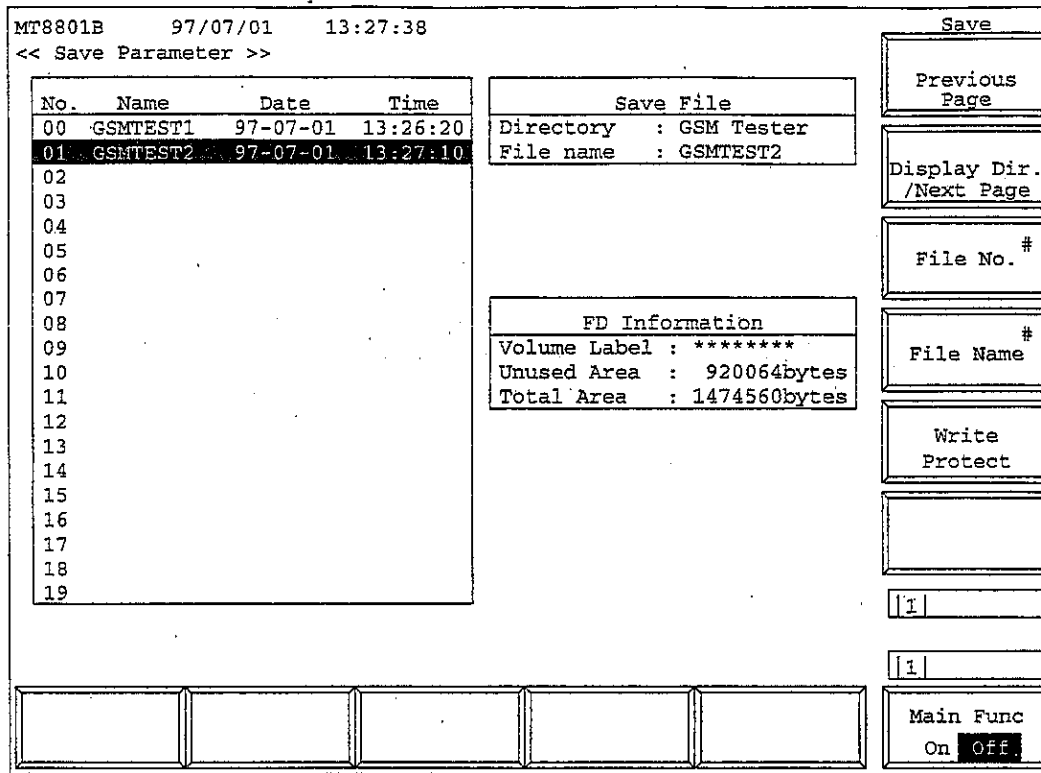 MT8801B 97/07/01 13:27:38
<< Save Parameter >>
No. Name Date Time
00 GSMTEST1 97-07-01 13:26:20
01 GSMTEST2 97-07-01 13:27:10
02
03
04
05
06
07
08
09
10
11
12
13
14
15
16
17
18
19
Save File
Directory : GSM Tester
File name : GSMTEST2
FD Information
Volume Label : ********
Unused Area : 920064bytes
Total Area : 1474560bytes
Save
Previous
Page
Display Dir.
/Next Page
File No. #
File Name #
Write
Protect
1
1
Main Func
On Off